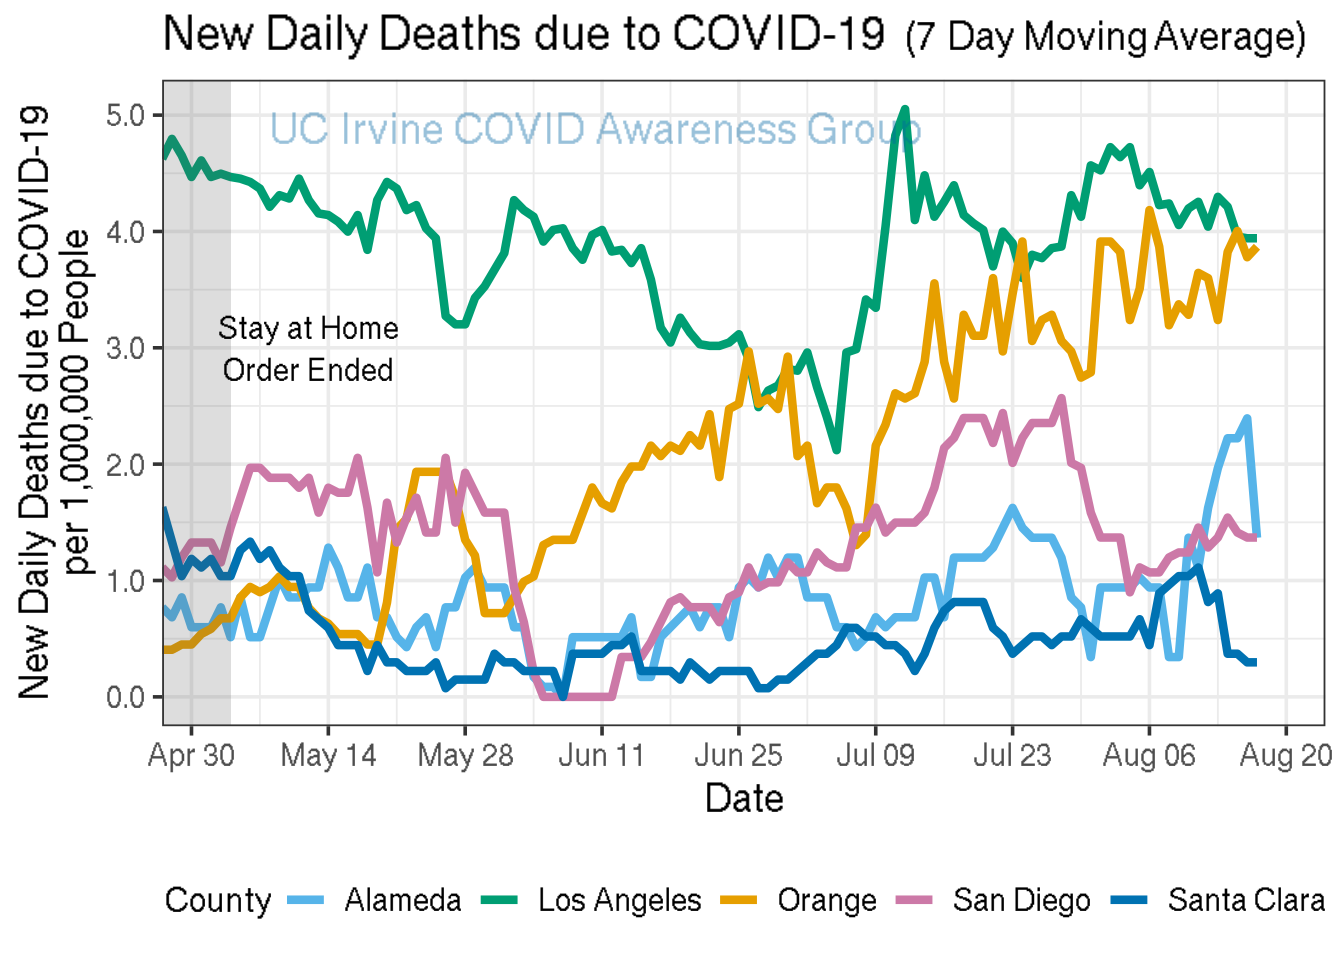 New Daily Deaths due to COVID-19 (7 Day Moving Average)
UC Irvine COVID Awareness Group
New Daily Deaths due to COVID-19
per 1,000,000 People
5.0
4.0
3.0
2.0
1.0
0.0
Stay at Home
Order Ended
Apr 30 May 14 May 28 Jun 11 Jun 25 Jul 09 Jul 23 Aug 06 Aug 20
Date
County Alameda Los Angeles Orange San Diego Santa Clara